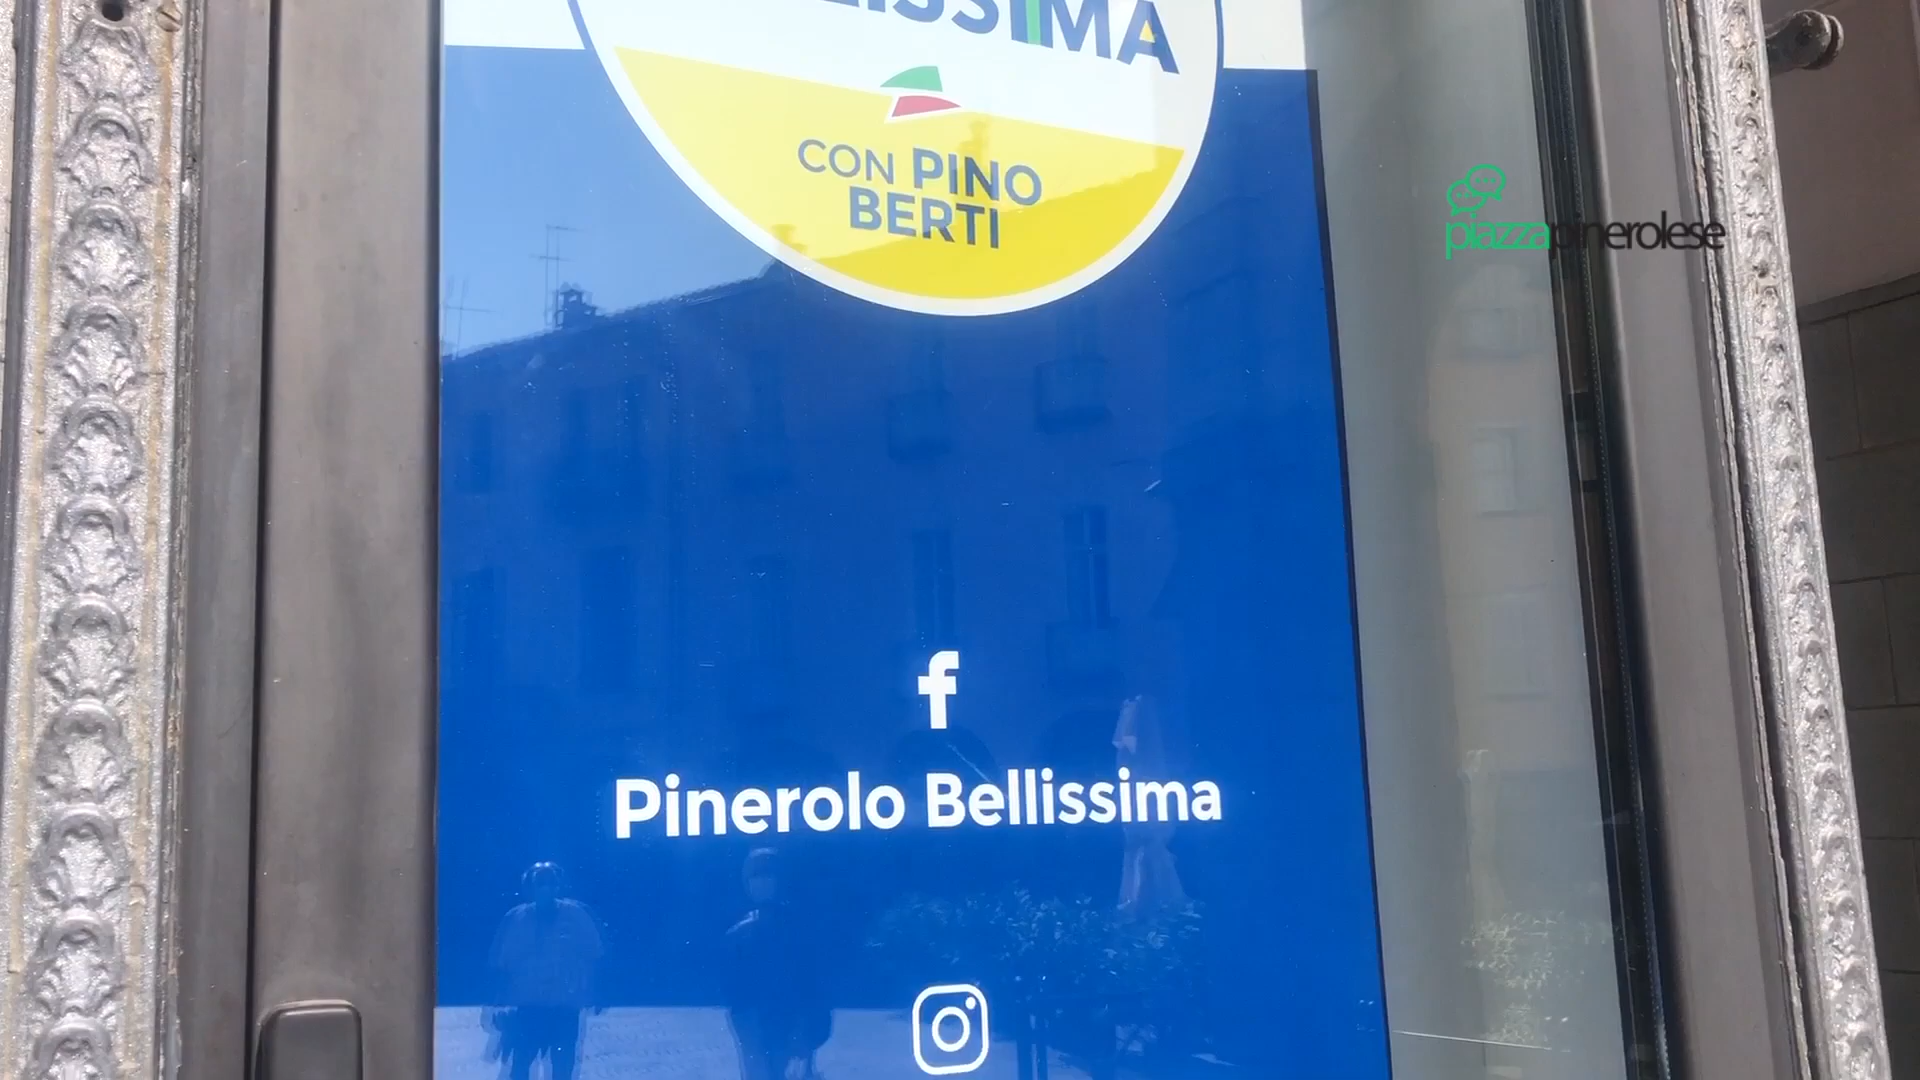 LISSIMA
CON PINO
BERTI
piazzapinerolese
f
Pinerolo Bellissima